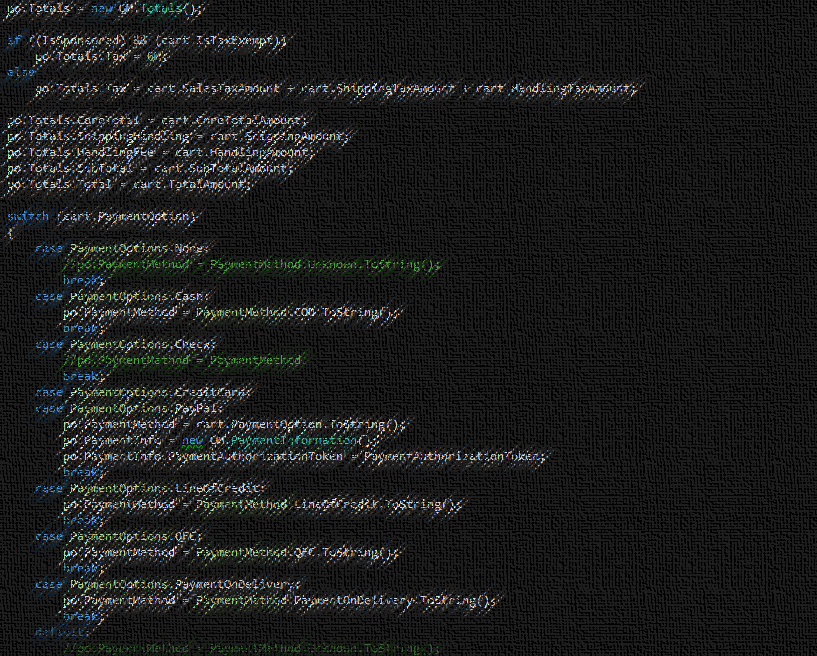 po.Totals = new OM.Totals();
if ((IsSponsored) && (cart.IsTaxExempt))
po.Totals.Tax = 0M;
else
po.Totals.Tax = cart.SalesTaxAmount + cart.ShippingTaxAmount + cart.HandlingTaxAmount;
po.Totals.CoreTotal = cart.CoreTotalAmount;
po.Totals.ShippingHandling = cart.ShippingAmount;
po.Totals.HandlingFee = cart.HandlingAmount;
po.Totals.SubTotal = cart.SubTotalAmount;
po.Totals.Total = cart.TotalAmount;
switch (cart.PaymentOption)
{
case PaymentOptions.None:
//po.PaymentMethod = PaymentMethod.Unknown.ToString();
break;
case PaymentOptions.Cash:
po.PaymentMethod = PaymentMethod.COD.ToString();
break;
case PaymentOptions.Check:
//po.PaymentMethod = PaymentMethod.
break;
case PaymentOptions.CreditCard:
case PaymentOptions.PayPal:
po.PaymentMethod = cart.PaymentOption.ToString();
po.PaymentInfo = new OM.PaymentInformation();
po.PaymentInfo.PaymentAuthorizationToken = PaymentAuthorizationToken;
break;
case PaymentOptions.LineOfCredit:
po.PaymentMethod = PaymentMethod.LineOfCredit.ToString();
break;
case PaymentOptions.QFC:
po.PaymentMethod = PaymentMethod.QFC.ToString();
break;
case PaymentOptions.PaymentOnDelivery:
po.PaymentMethod = PaymentMethod.PaymentOnDelivery.ToString();
break;
default:
//po.PaymentMethod = PaymentMethod.Unknown.ToString();